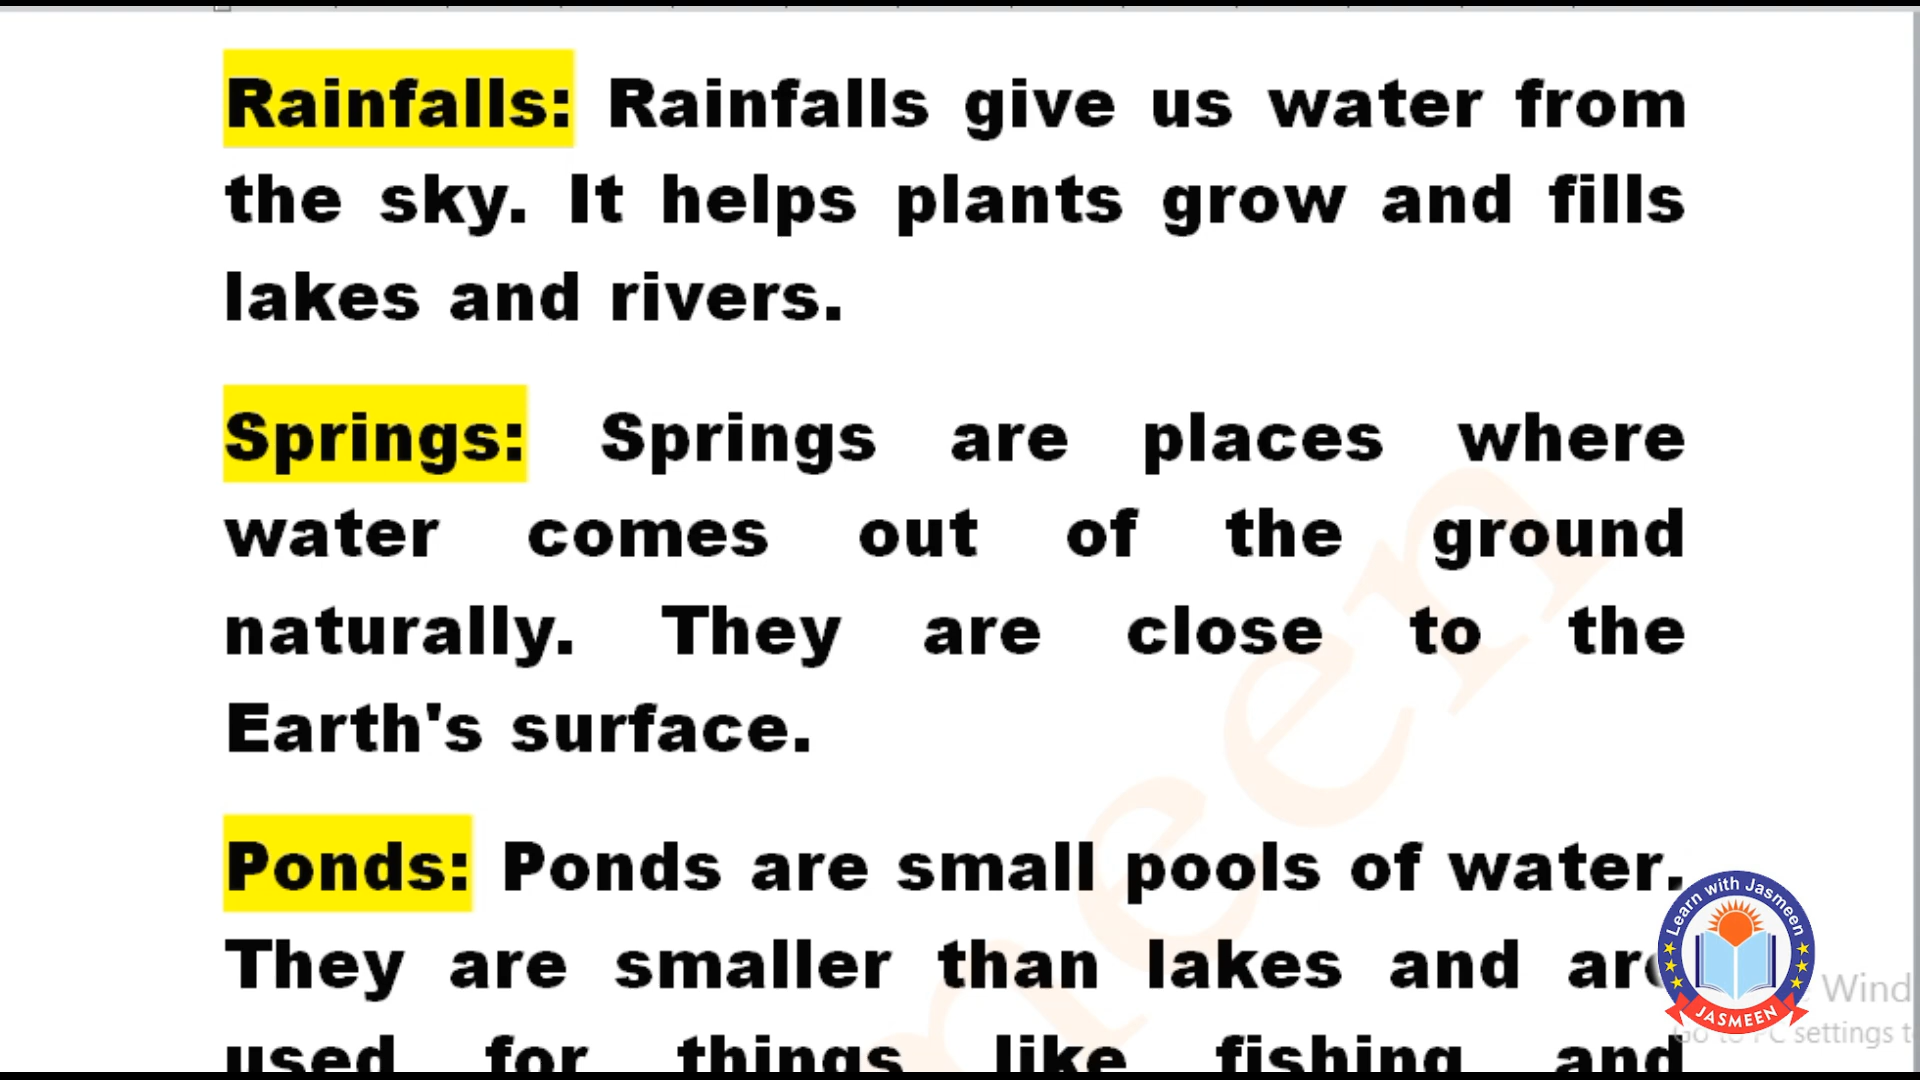 Rainfalls: Rainfalls give us water from
the sky. It helps plants grow and fills
lakes and rivers.
Springs: Springs are places where
water comes out of the ground
naturally. They are close to the
Earth's surface.
Ponds: Ponds are small pools of water.
They are smaller than lakes and are
used for things like fishing and
Learn with Jasmeen
JASMEEN
Wind
settings t